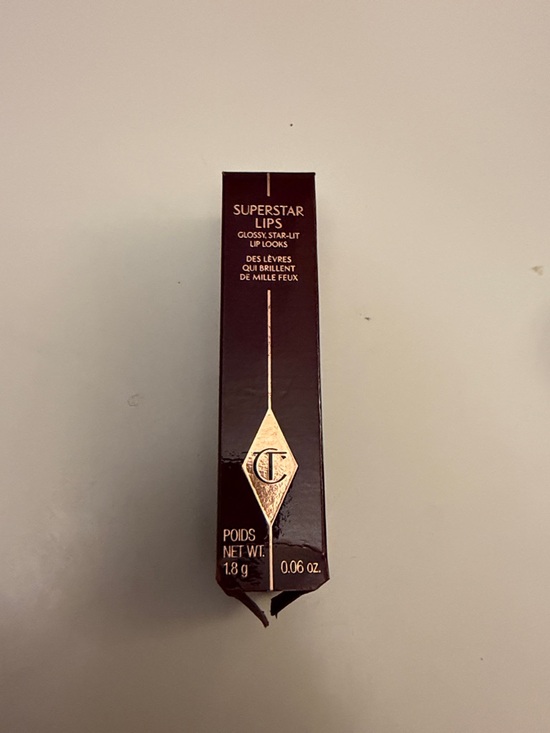 SUPERSTAR
LIPS
GLOSSY, STAR-LIT
LIP LOOKS
DES LÈVRES
QUI BRILLENT
DE MILLE FEUX
CT
POIDS
NET WT.
1.8 g 0.06 oz.